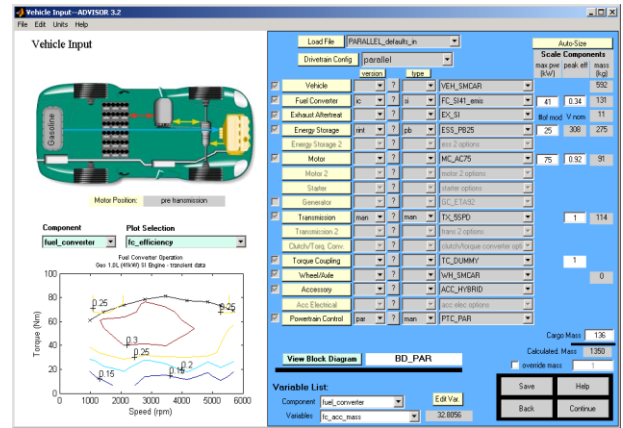 Vehicle Input--ADVISOR 3.2
File Edit Units Help
Vehicle Input
Load File PARALLEL_defaults_in
Auto-Size
Drivetrain Config parallel
Scale Components
version type
max pwr peak eff mass
(kW) (kg)
Vehicle ? VEH_SMCAR 592
Fuel Converter ic ? si FC_SI41_emis 41 0.34 131
Exhaust Aftertreat ? EX_SI #of mod V nom 11
Energy Storage rint ? pb ESS_PB25 25 308 275
Energy Storage 2 ? ess 2 options
Motor ? MC_AC75 75 0.92 91
Motor 2 ? motor 2 options
Starter ? starter options
Generator ? GC_ETA92
Transmission man ? man TX_5SPD 1 114
Transmission 2 ? trans 2 options
Clutch/Torq. Conv. ? clutch/torque converter opti
Torque Coupling ? TC_DUMMY 1
Wheel/Axle ? WH_SMCAR 0
Accessory ? ACC_HYBRID
Acc Electrical ? acc elec options
Powertrain Control par ? man PTC_PAR
Gasoline
Motor Position: pre transmission
Component Plot Selection
fuel_converter fc_efficiency
Fuel Converter Operation
Geo 1.0L (41kW) SI Engine - transient data
Torque (Nm)
100
80
60
40
20
0
0.25
0.25
0.3
0.25
0.2
0.15
0.15
0 1000 2000 3000 4000 5000 6000
Speed (rpm)
Cargo Mass 136
Calculated Mass 1350
override mass 1
View Block Diagram BD_PAR
Variable List:
Component fuel_converter Edit Var.
Variables fc_acc_mass 32.8056
Save Help
Back Continue